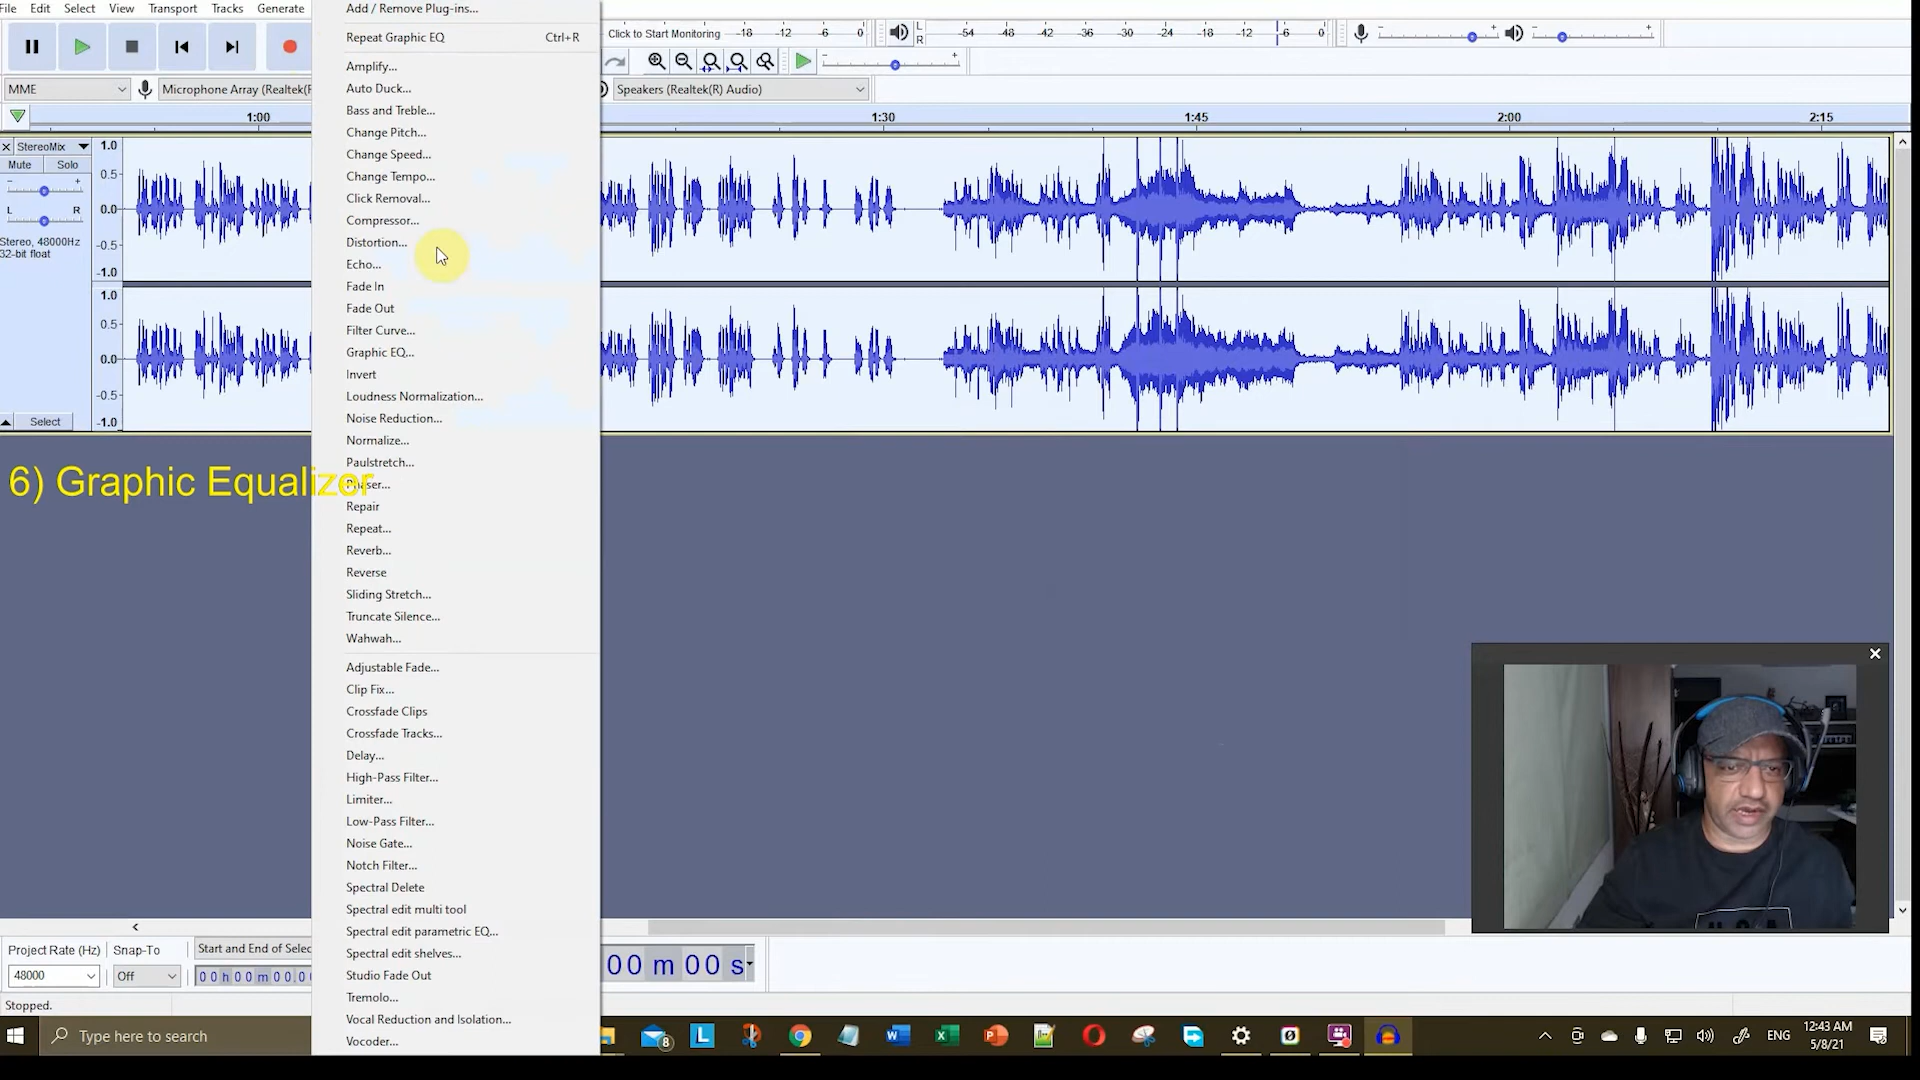 File Edit Select View Transport Tracks Generate
Add / Remove Plug-ins...
Repeat Graphic EQ Ctrl+R
Amplify...
Auto Duck...
Bass and Treble...
Change Pitch...
Change Speed...
Change Tempo...
Click Removal...
Compressor...
Distortion...
Echo...
Fade In
Fade Out
Filter Curve...
Graphic EQ...
Invert
Loudness Normalization...
Noise Reduction...
Normalize...
Paulstretch...
Phaser...
Repair
Repeat...
Reverb...
Reverse
Sliding Stretch...
Truncate Silence...
Wahwah...
Adjustable Fade...
Clip Fix...
Crossfade Clips
Crossfade Tracks...
Delay...
High-Pass Filter...
Limiter...
Low-Pass Filter...
Noise Gate...
Notch Filter...
Spectral Delete
Spectral edit multi tool
Spectral edit parametric EQ...
Spectral edit shelves...
Studio Fade Out
Tremolo...
Vocal Reduction and Isolation...
Vocoder...
Click to Start Monitoring -18 -12 -6 0
L
R
-54 -48 -42 -36 -30 -24 -18 -12 -6 0
MME
Microphone Array (Realtek(R
Speakers (Realtek(R) Audio)
1:00 1:30 1:45 2:00 2:15
StereoMix
Mute Solo
- +
L R
Stereo, 48000Hz
32-bit float
Select
1.0
0.5
0.0
-0.5
-1.0
1.0
0.5
0.0
-0.5
-1.0
6) Graphic Equalizer
Project Rate (Hz) Snap-To Start and End of Selec
48000 Off 00 h 00 m 00.0
00 m 00 s
Stopped.
Type here to search
8
L
ENG
12:43 AM
5/8/21